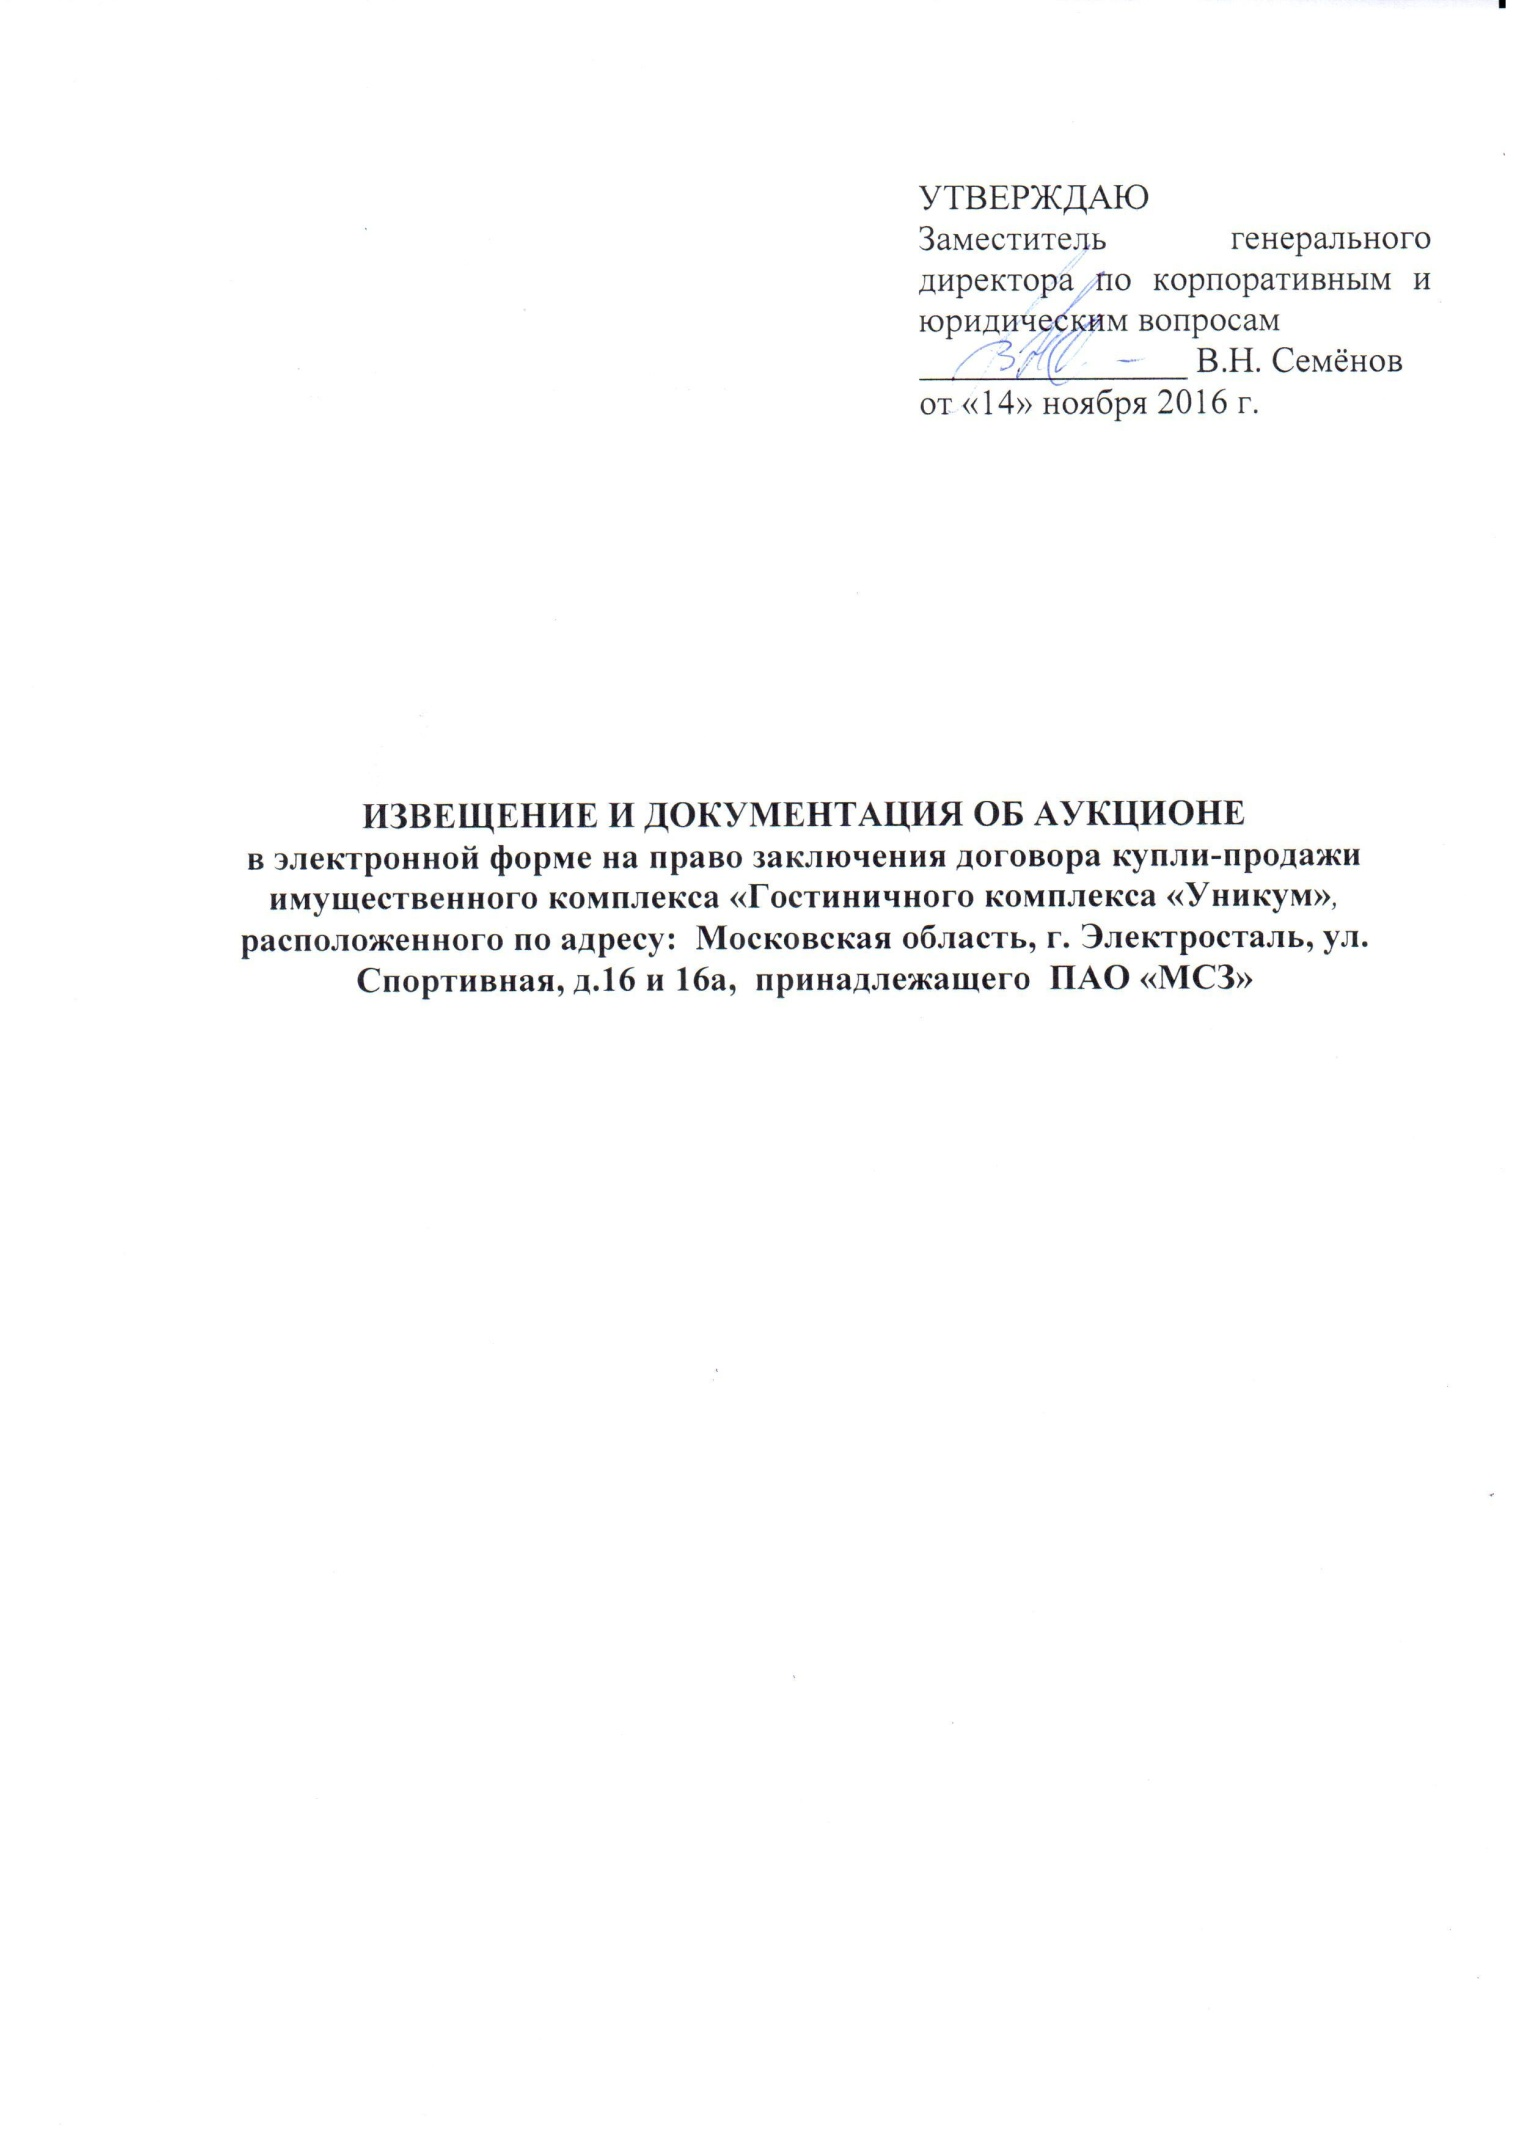 УТВЕРЖДАЮ
Заместитель генерального
директора по корпоративным и
юридическим вопросам
_______________ В.Н. Семёнов
от «14» ноября 2016 г.
ИЗВЕЩЕНИЕ И ДОКУМЕНТАЦИЯ ОБ АУКЦИОНЕ
в электронной форме на право заключения договора купли-продажи
имущественного комплекса «Гостиничного комплекса «Уникум»,
расположенного по адресу: Московская область, г. Электросталь, ул.
Спортивная, д.16 и 16а, принадлежащего ПАО «МСЗ»